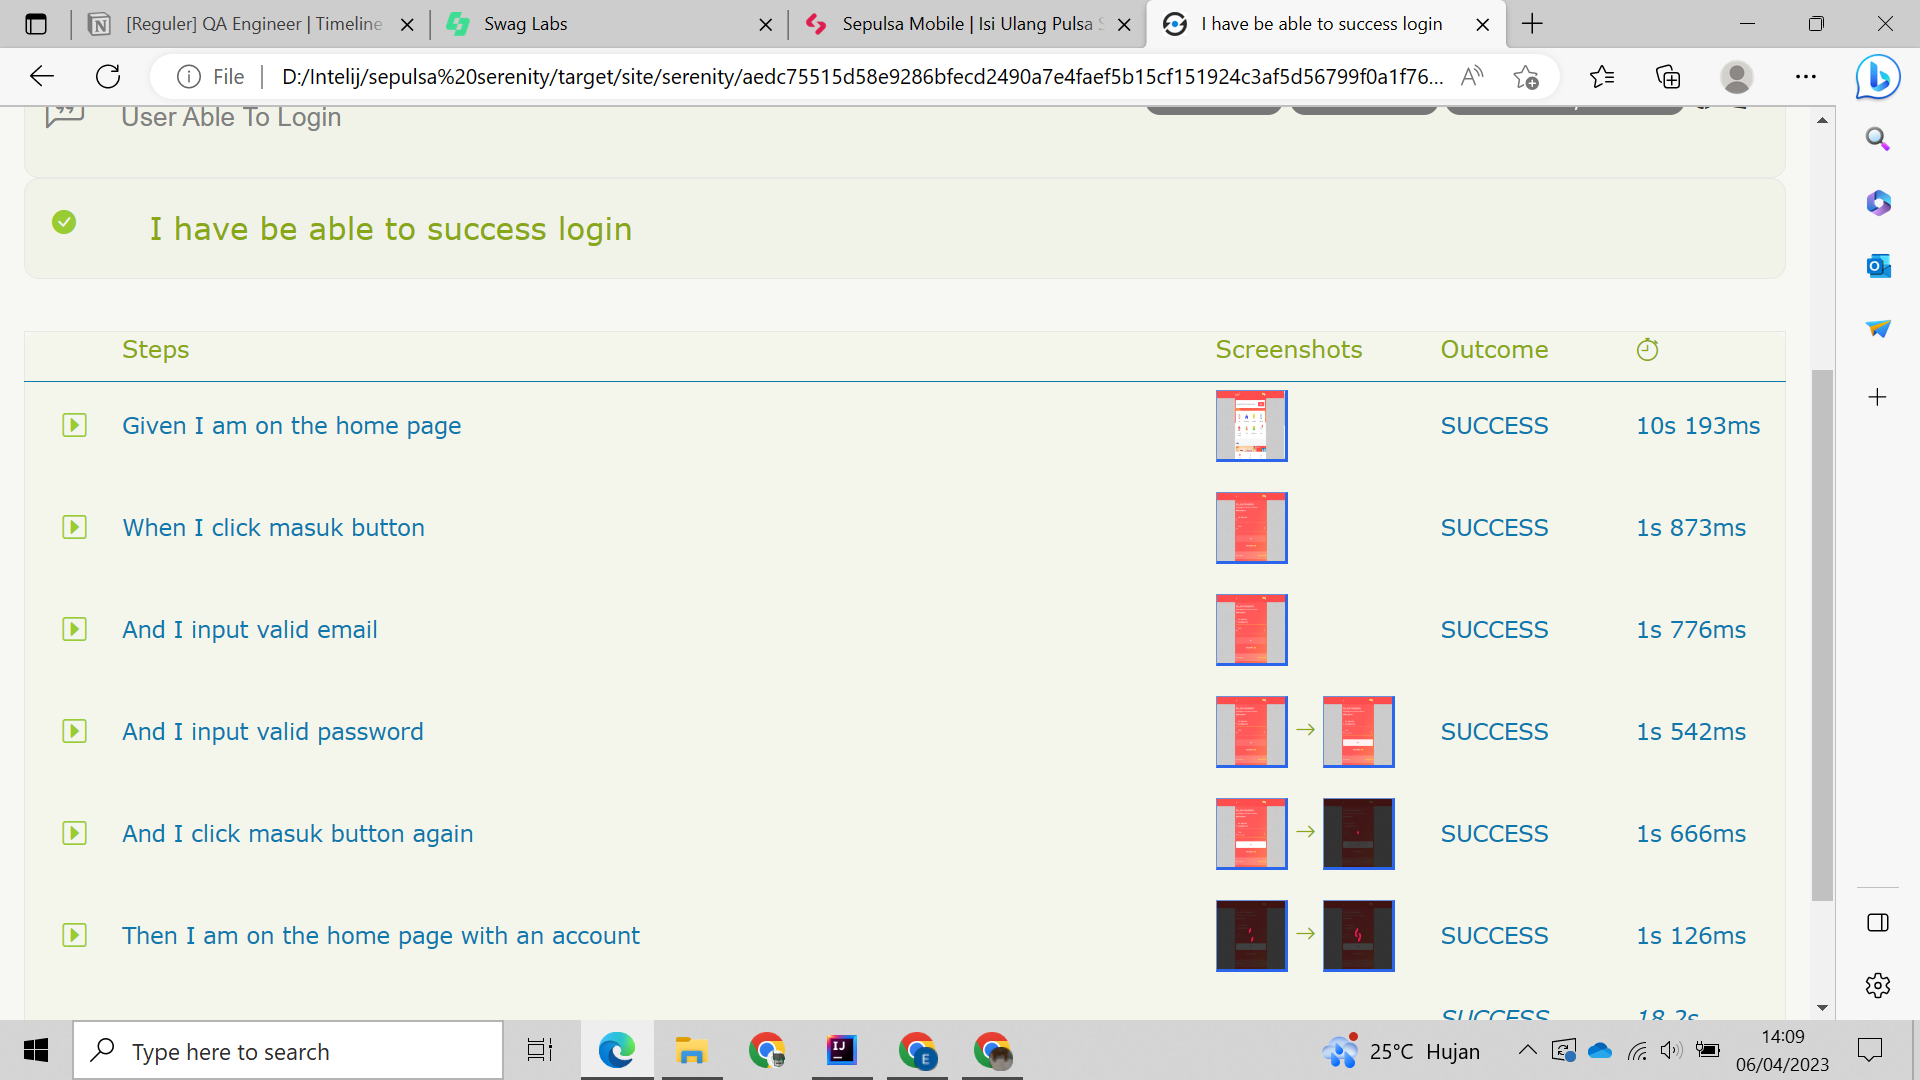 [Reguler] QA Engineer | Timeline
Swag Labs
Sepulsa Mobile | Isi Ulang Pulsa S
I have be able to success login
File
D:/Intelij/sepulsa%20serenity/target/site/serenity/aedc75515d58e9286bfecd2490a7e4faef5b15cf151924c3af5d56799f0a1f76...
User Able To Login
I have be able to success login
Steps Screenshots Outcome
Given I am on the home page SUCCESS 10s 193ms
When I click masuk button SUCCESS 1s 873ms
And I input valid email SUCCESS 1s 776ms
And I input valid password SUCCESS 1s 542ms
And I click masuk button again SUCCESS 1s 666ms
Then I am on the home page with an account SUCCESS 1s 126ms
SUCCESS 18.2s
Type here to search
25°C Hujan
14:09
06/04/2023